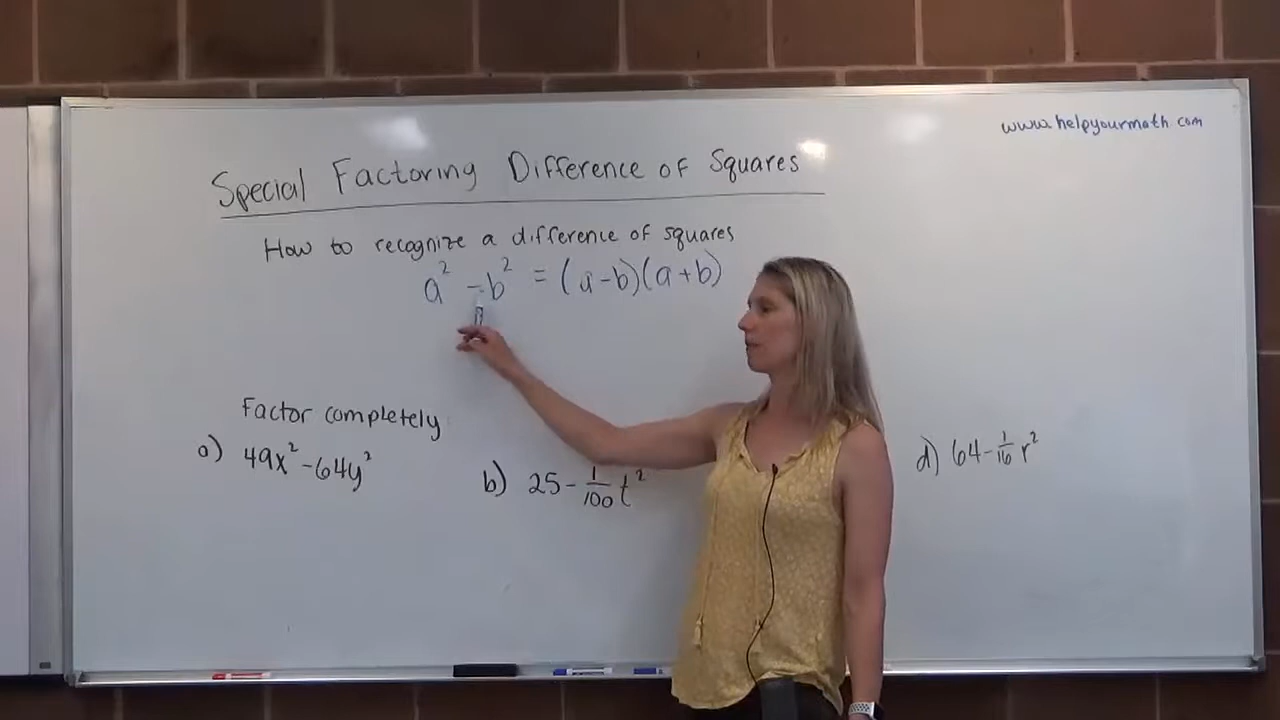 www.helpyourmath.com
Special Factoring Difference of Squares
How to recognize a difference of squares
a² - b² = (a-b)(a+b)
Factor completely
a) 49x² - 64y²
b) 25 - 1/100 t²
d) 64 - 1/16 r²